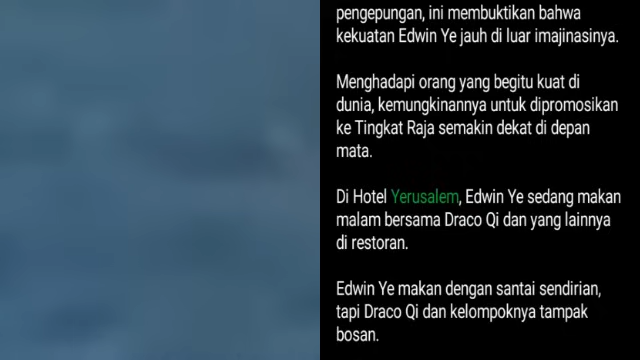 pengepungan, ini membuktikan bahwa
kekuatan Edwin Ye jauh di luar imajinasinya.
Menghadapi orang yang begitu kuat di
dunia, kemungkinannya untuk dipromosikan
ke Tingkat Raja semakin dekat di depan
mata.
Di Hotel Yerusalem, Edwin Ye sedang makan
malam bersama Draco Qi dan yang lainnya
di restoran.
Edwin Ye makan dengan santai sendirian,
tapi Draco Qi dan kelompoknya tampak
bosan.